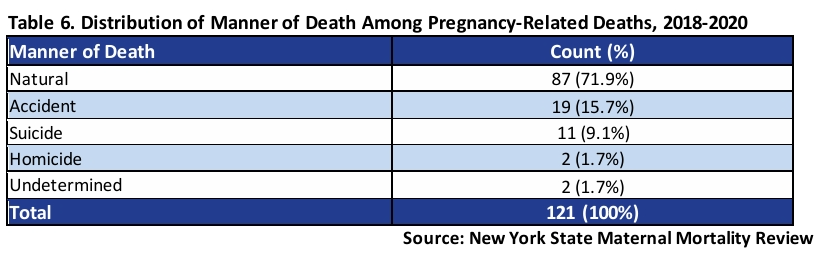 Table 6. Distribution of Manner of Death Among Pregnancy-Related Deaths, 2018-2020
Manner of Death Count (%)
Natural 87 (71.9%)
Accident 19 (15.7%)
Suicide 11 (9.1%)
Homicide 2 (1.7%)
Undetermined 2 (1.7%)
Total 121 (100%)
Source: New York State Maternal Mortality Review